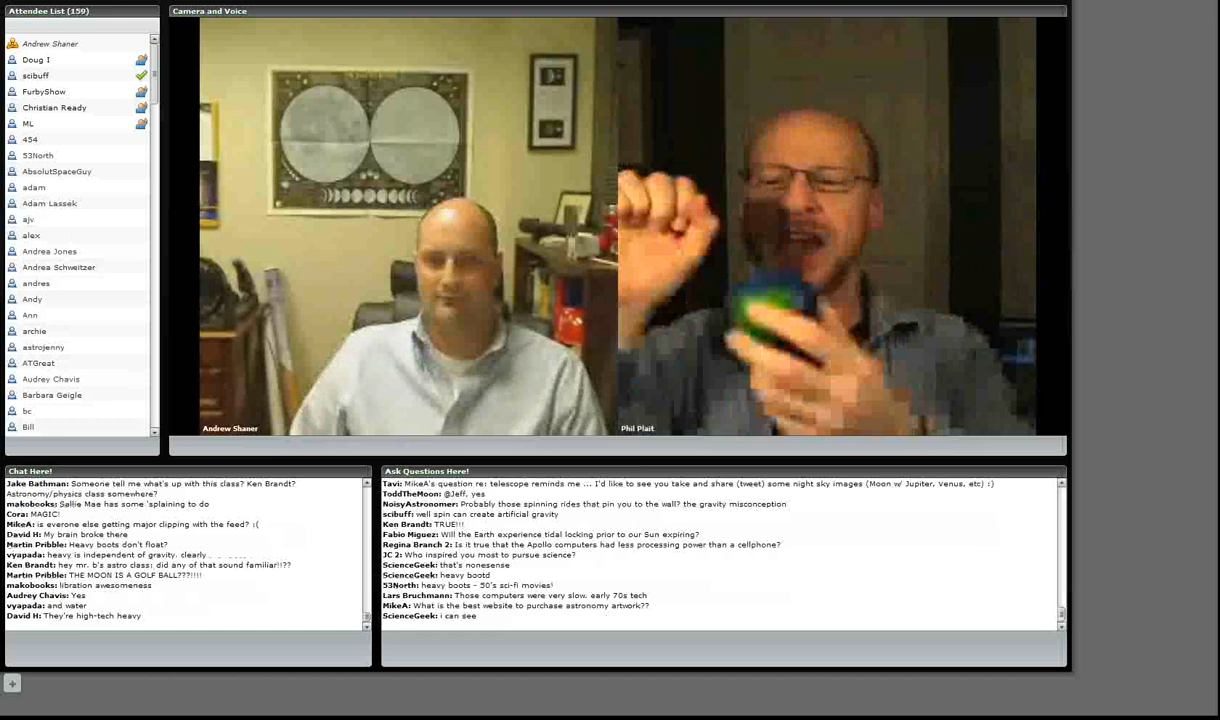 Attendee List (159)
Andrew Shaner
Doug I
scibuff
FurbyShow
Christian Ready
ML
454
53North
AbsolutSpaceGuy
adam
Adam Lassek
ajv
alex
Andrea Jones
Andrea Schweitzer
andres
Andy
Ann
archie
astrojenny
ATGreat
Audrey Chavis
Barbara Geigle
bc
Bill
Camera and Voice
Andrew Shaner
Phil Plait
Chat Here!
Jake Bathman: Someone tell me what's up with this class? Ken Brandt?
Astronomy/physics class somewhere?
makobooks: Sallie Mae has some 'splaining to do
Cora: MAGIC!
MikeA: is everone else getting major clipping with the feed? :(
David H: My brain broke there
Martin Pribble: Heavy boots don't float?
vyapada: heavy is independent of gravity. clearly
Ken Brandt: hey mr. b's astro class; did any of that sound familiar!!??
Martin Pribble: THE MOON IS A GOLF BALL???!!!!
makobooks: libration awesomeness
Audrey Chavis: Yes
vyapada: and water
David H: They're high-tech heavy
Ask Questions Here!
Tavi: MikeA's question re: telescope reminds me ... I'd like to see you take and share (tweet) some night sky images (Moon w/ Jupiter, Venus, etc) :)
ToddTheMoon: @Jeff, yes
NoisyAstronomer: Probably those spinning rides that pin you to the wall? the gravity misconception
scibuff: well spin can create artificial gravity
Ken Brandt: TRUE!!!
Fabio Miguez: Will the Earth experience tidal locking prior to our Sun expiring?
Regina Branch 2: Is it true that the Apollo computers had less processing power than a cellphone?
JC 2: Who inspired you most to pursue science?
ScienceGeek: that's nonesense
ScienceGeek: heavy bootd
53North: heavy boots - 50's sci-fi movies!
Lars Bruchmann: Those computers were very slow. early 70s tech
MikeA: What is the best website to purchase astronomy artwork??
ScienceGeek: i can see